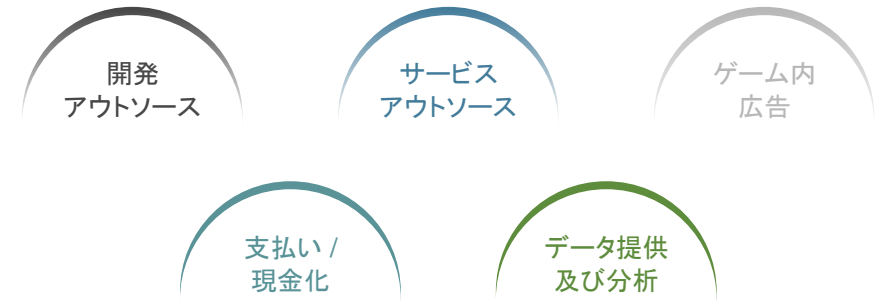 開発
アウトソース
サービス
アウトソース
ゲーム内
広告
支払い /
現金化
データ提供
及び分析